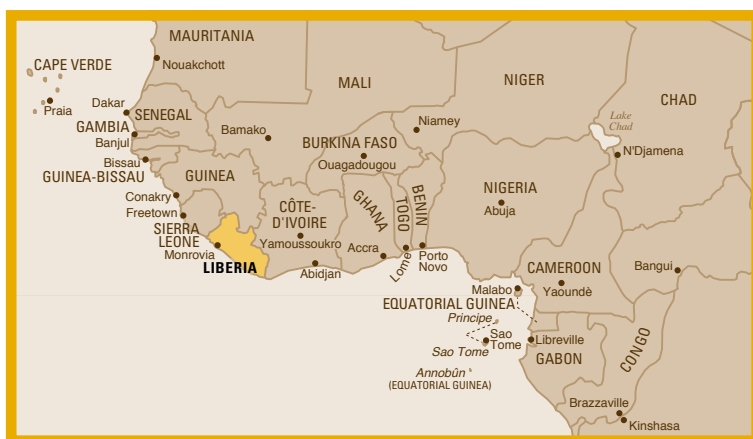 MAURITANIA
CAPE VERDE
Nouakchott
MALI
NIGER
CHAD
Praia
Dakar
SENEGAL
Niamey
Lake
Chad
GAMBIA
Banjul
Bamako
BURKINA FASO
Ouagadougou
N'Djamena
Bissau
GUINEA-BISSAU
GUINEA
BENIN
NIGERIA
Conakry
Freetown
CÔTE-
D'IVOIRE
GHANA
TOGO
Abuja
SIERRA
LEONE
Monrovia
Yamoussoukro
Accra
Lome
Porto
Novo
LIBERIA
Abidjan
CAMEROON
Bangui
Malabo
Yaoundè
EQUATORIAL GUINEA
Principe
Sao
Tome
Libreville
Sao Tome
GABON
CONGO
Annobûn
(EQUATORIAL GUINEA)
Brazzaville
Kinshasa